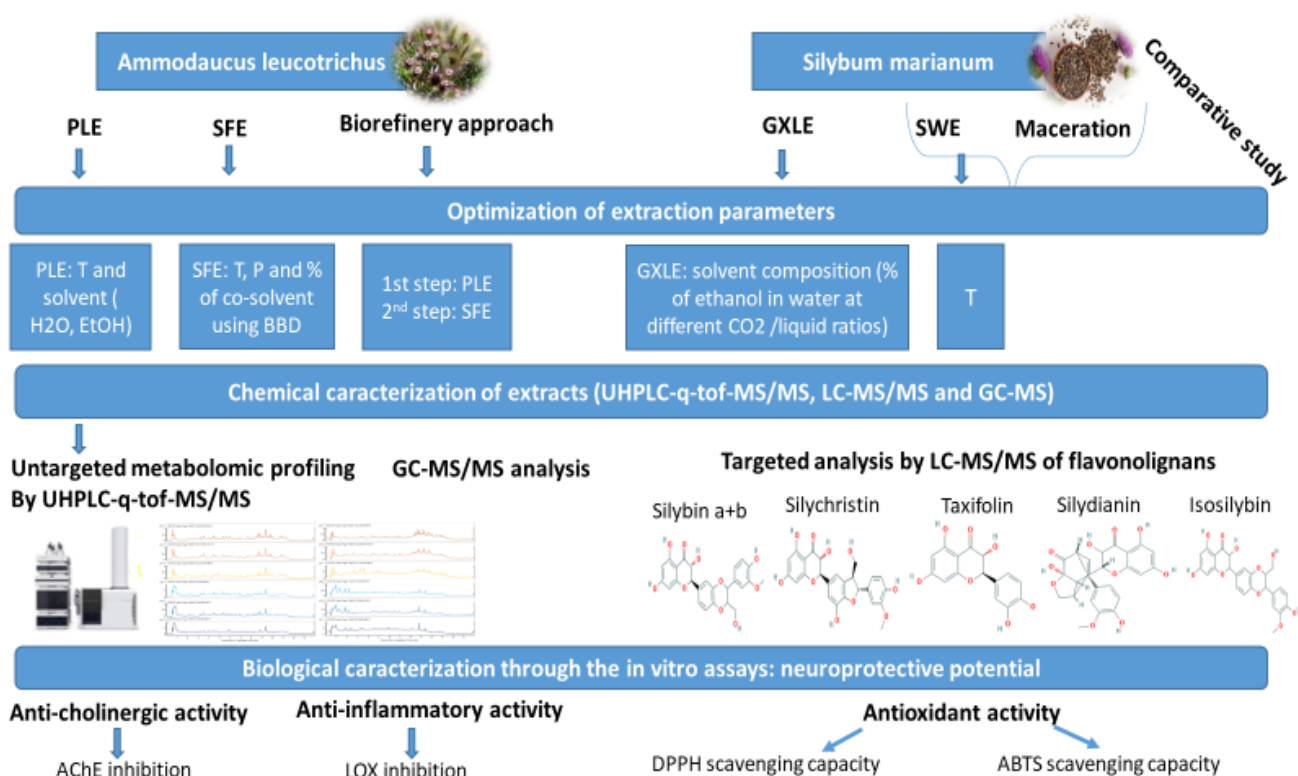 Ammodaucus leucotrichus
Silybum marianum
Comparative study
PLE
SFE
Biorefinery approach
GXLE
SWE
Maceration
Optimization of extraction parameters
PLE: T and
solvent (
H2O, EtOH)
SFE: T, P and %
of co-solvent
using BBD
1st step: PLE
2nd step: SFE
GXLE: solvent composition (%
of ethanol in water at
different CO2 /liquid ratios)
T
Chemical caracterization of extracts (UHPLC-q-tof-MS/MS, LC-MS/MS and GC-MS)
Untargeted metabolomic profiling
By UHPLC-q-tof-MS/MS
GC-MS/MS analysis
Targeted analysis by LC-MS/MS of flavonolignans
Silybin a+b
Silychristin
Taxifolin
Silydianin
Isosilybin
Biological caracterization through the in vitro assays: neuroprotective potential
Anti-cholinergic activity
Anti-inflammatory activity
Antioxidant activity
AChE inhibition
LOX inhibition
DPPH scavenging capacity
ABTS scavenging capacity